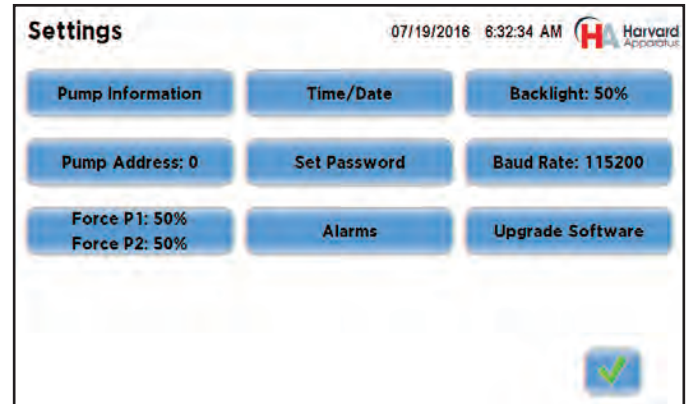 Settings
07/19/2016 6:32:34 AM
HA Harvard
Apparatus
Pump Information
Time/Date
Backlight: 50%
Pump Address: 0
Set Password
Baud Rate: 115200
Force P1: 50%
Force P2: 50%
Alarms
Upgrade Software